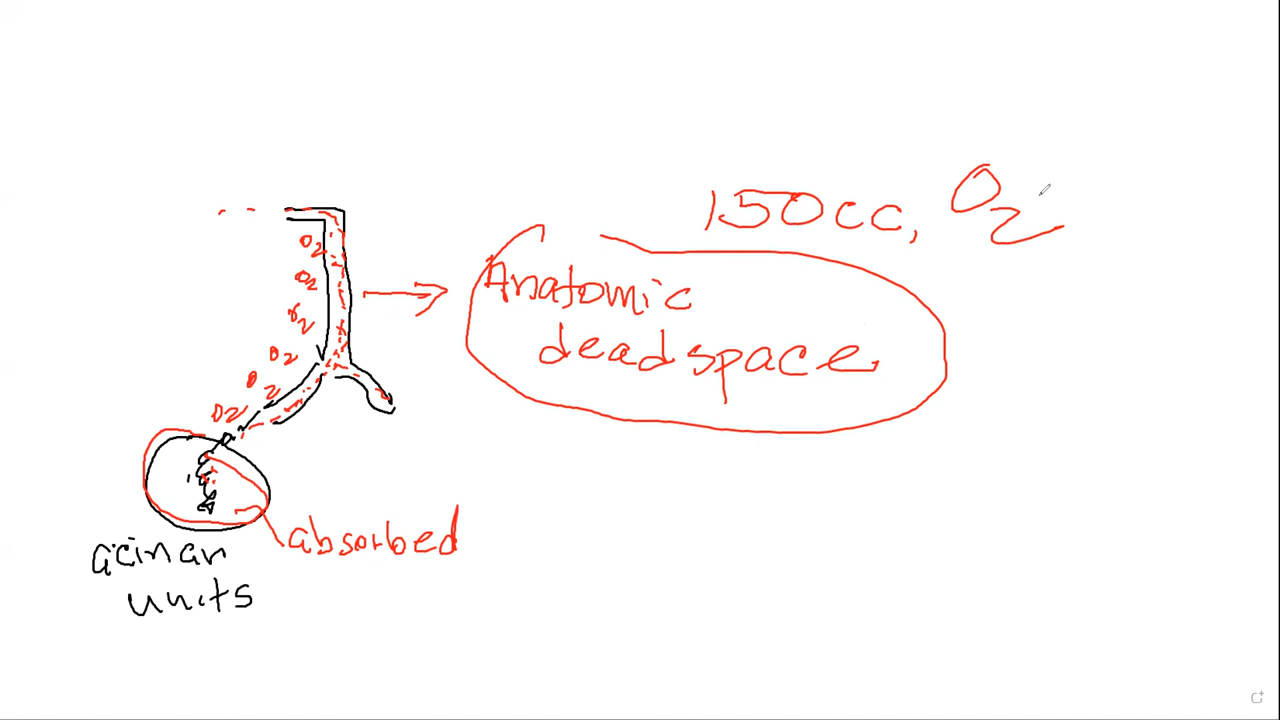 150cc, O2
Anatomic
deadspace
O2
O2
O2
O2
O2
O2
absorbed
acinar
units